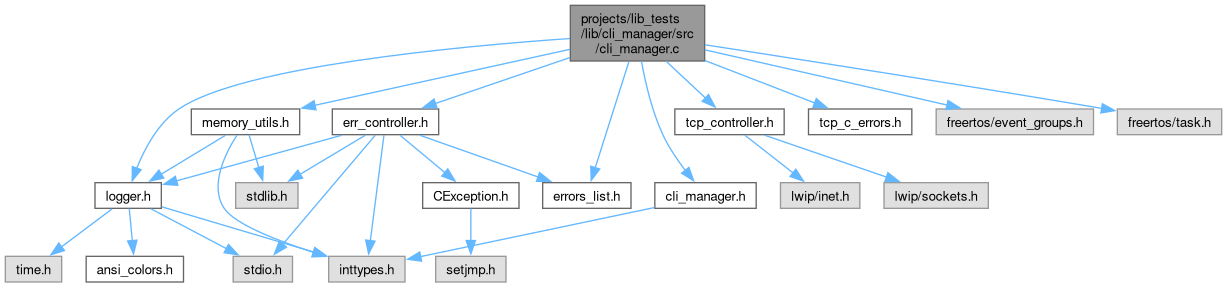 projects/lib_tests
/lib/cli_manager/src
/cli_manager.c
memory_utils.h
err_controller.h
tcp_controller.h
tcp_c_errors.h
freertos/event_groups.h
freertos/task.h
logger.h
stdlib.h
CException.h
errors_list.h
cli_manager.h
lwip/inet.h
lwip/sockets.h
time.h
ansi_colors.h
stdio.h
inttypes.h
setjmp.h